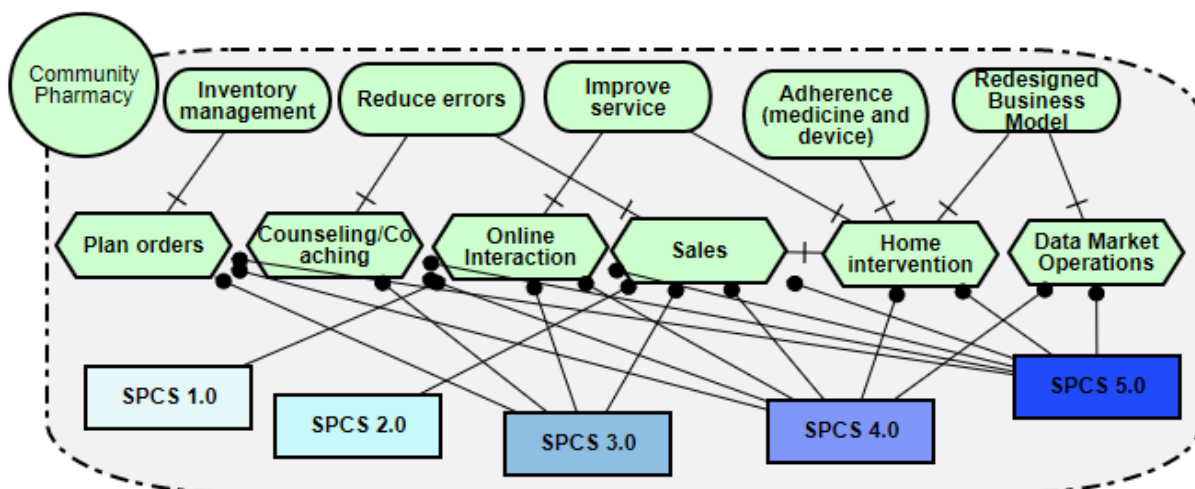 Community
Pharmacy
Inventory
management
Reduce errors
Improve
service
Adherence
(medicine and
device)
Redesigned
Business
Model
Plan orders
Counseling/Co
aching
Online
Interaction
Sales
Home
intervention
Data Market
Operations
SPCS 1.0
SPCS 2.0
SPCS 3.0
SPCS 4.0
SPCS 5.0